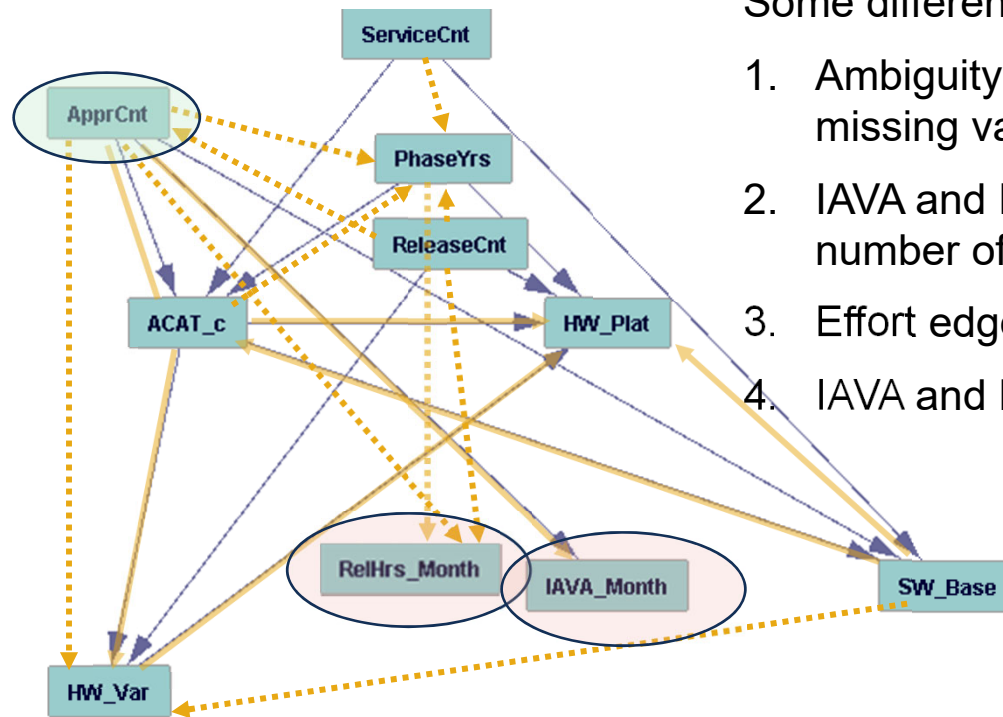 Some differen
ServiceCnt
1. Ambiguity
missing va
ApprCnt
PhaseYrs
2. IAVA and
number of
ReleaseCnt
ACAT_c
HW_Plat
3. Effort edge
4. IAVA and
RelHrs_Month
IAVA_Month
SW_Base
HW_Var